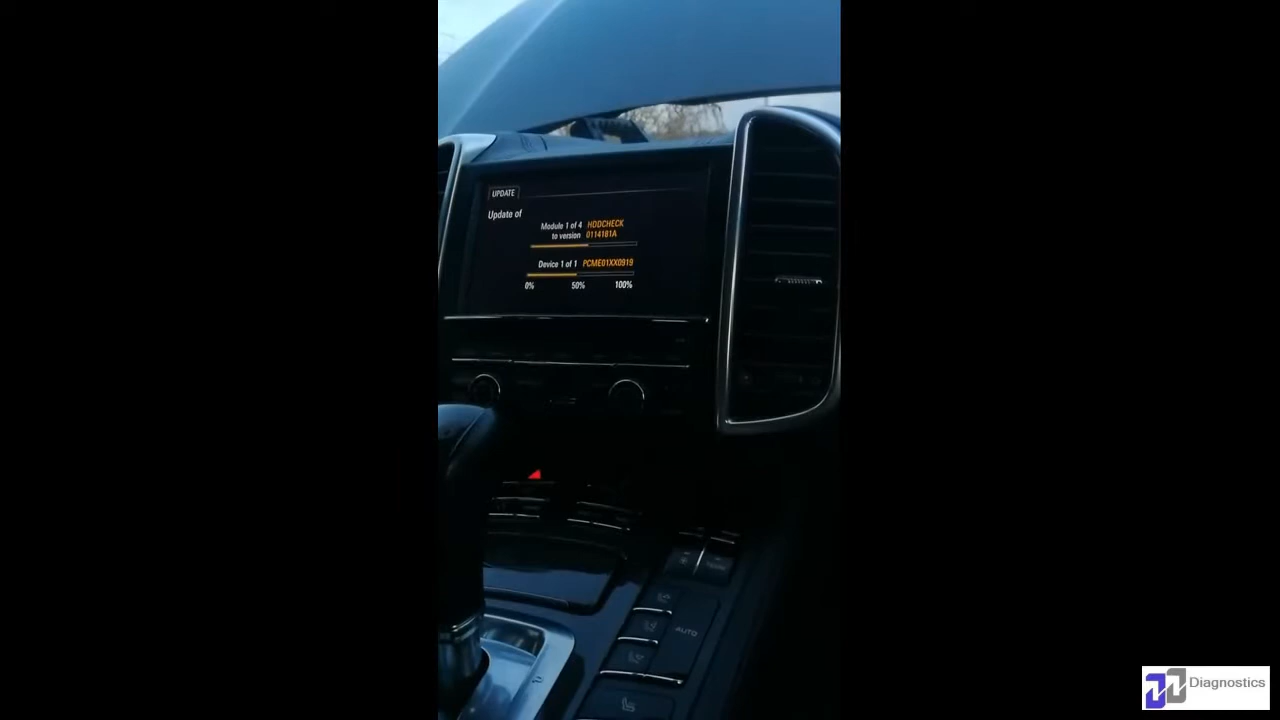 UPDATE
Update of
Module 1 of 4 HDDCHECK
to version 0114181A
Device 1 of 1 PCME01XX0919
0% 50% 100%
AUTO
Diagnostics